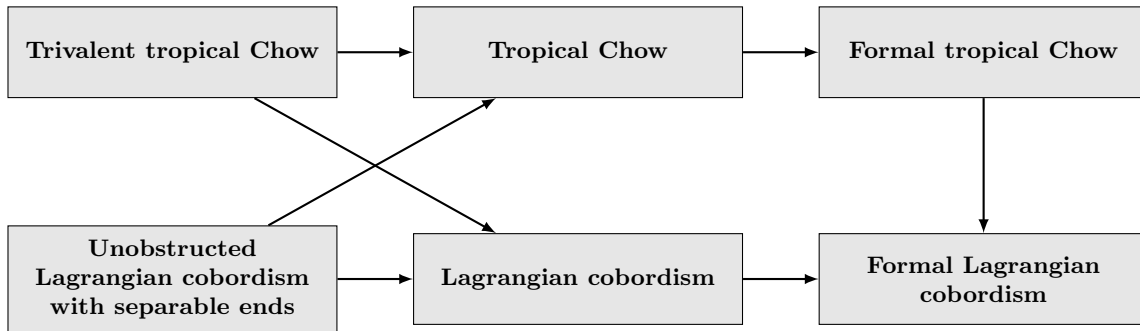 Trivalent tropical Chow
Tropical Chow
Formal tropical Chow
Unobstructed
Lagrangian cobordism
with separable ends
Lagrangian cobordism
Formal Lagrangian
cobordism